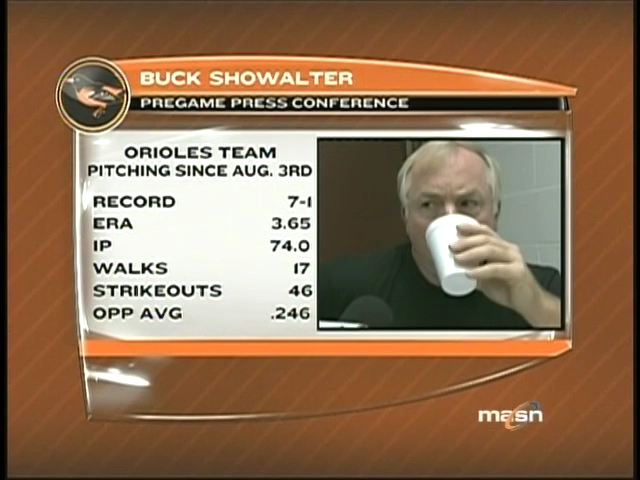 BUCK SHOWALTER
PREGAME PRESS CONFERENCE
ORIOLES TEAM
PITCHING SINCE AUG. 3RD
RECORD 7-1
ERA 3.65
IP 74.0
WALKS 17
STRIKEOUTS 46
OPP AVG .246
masn